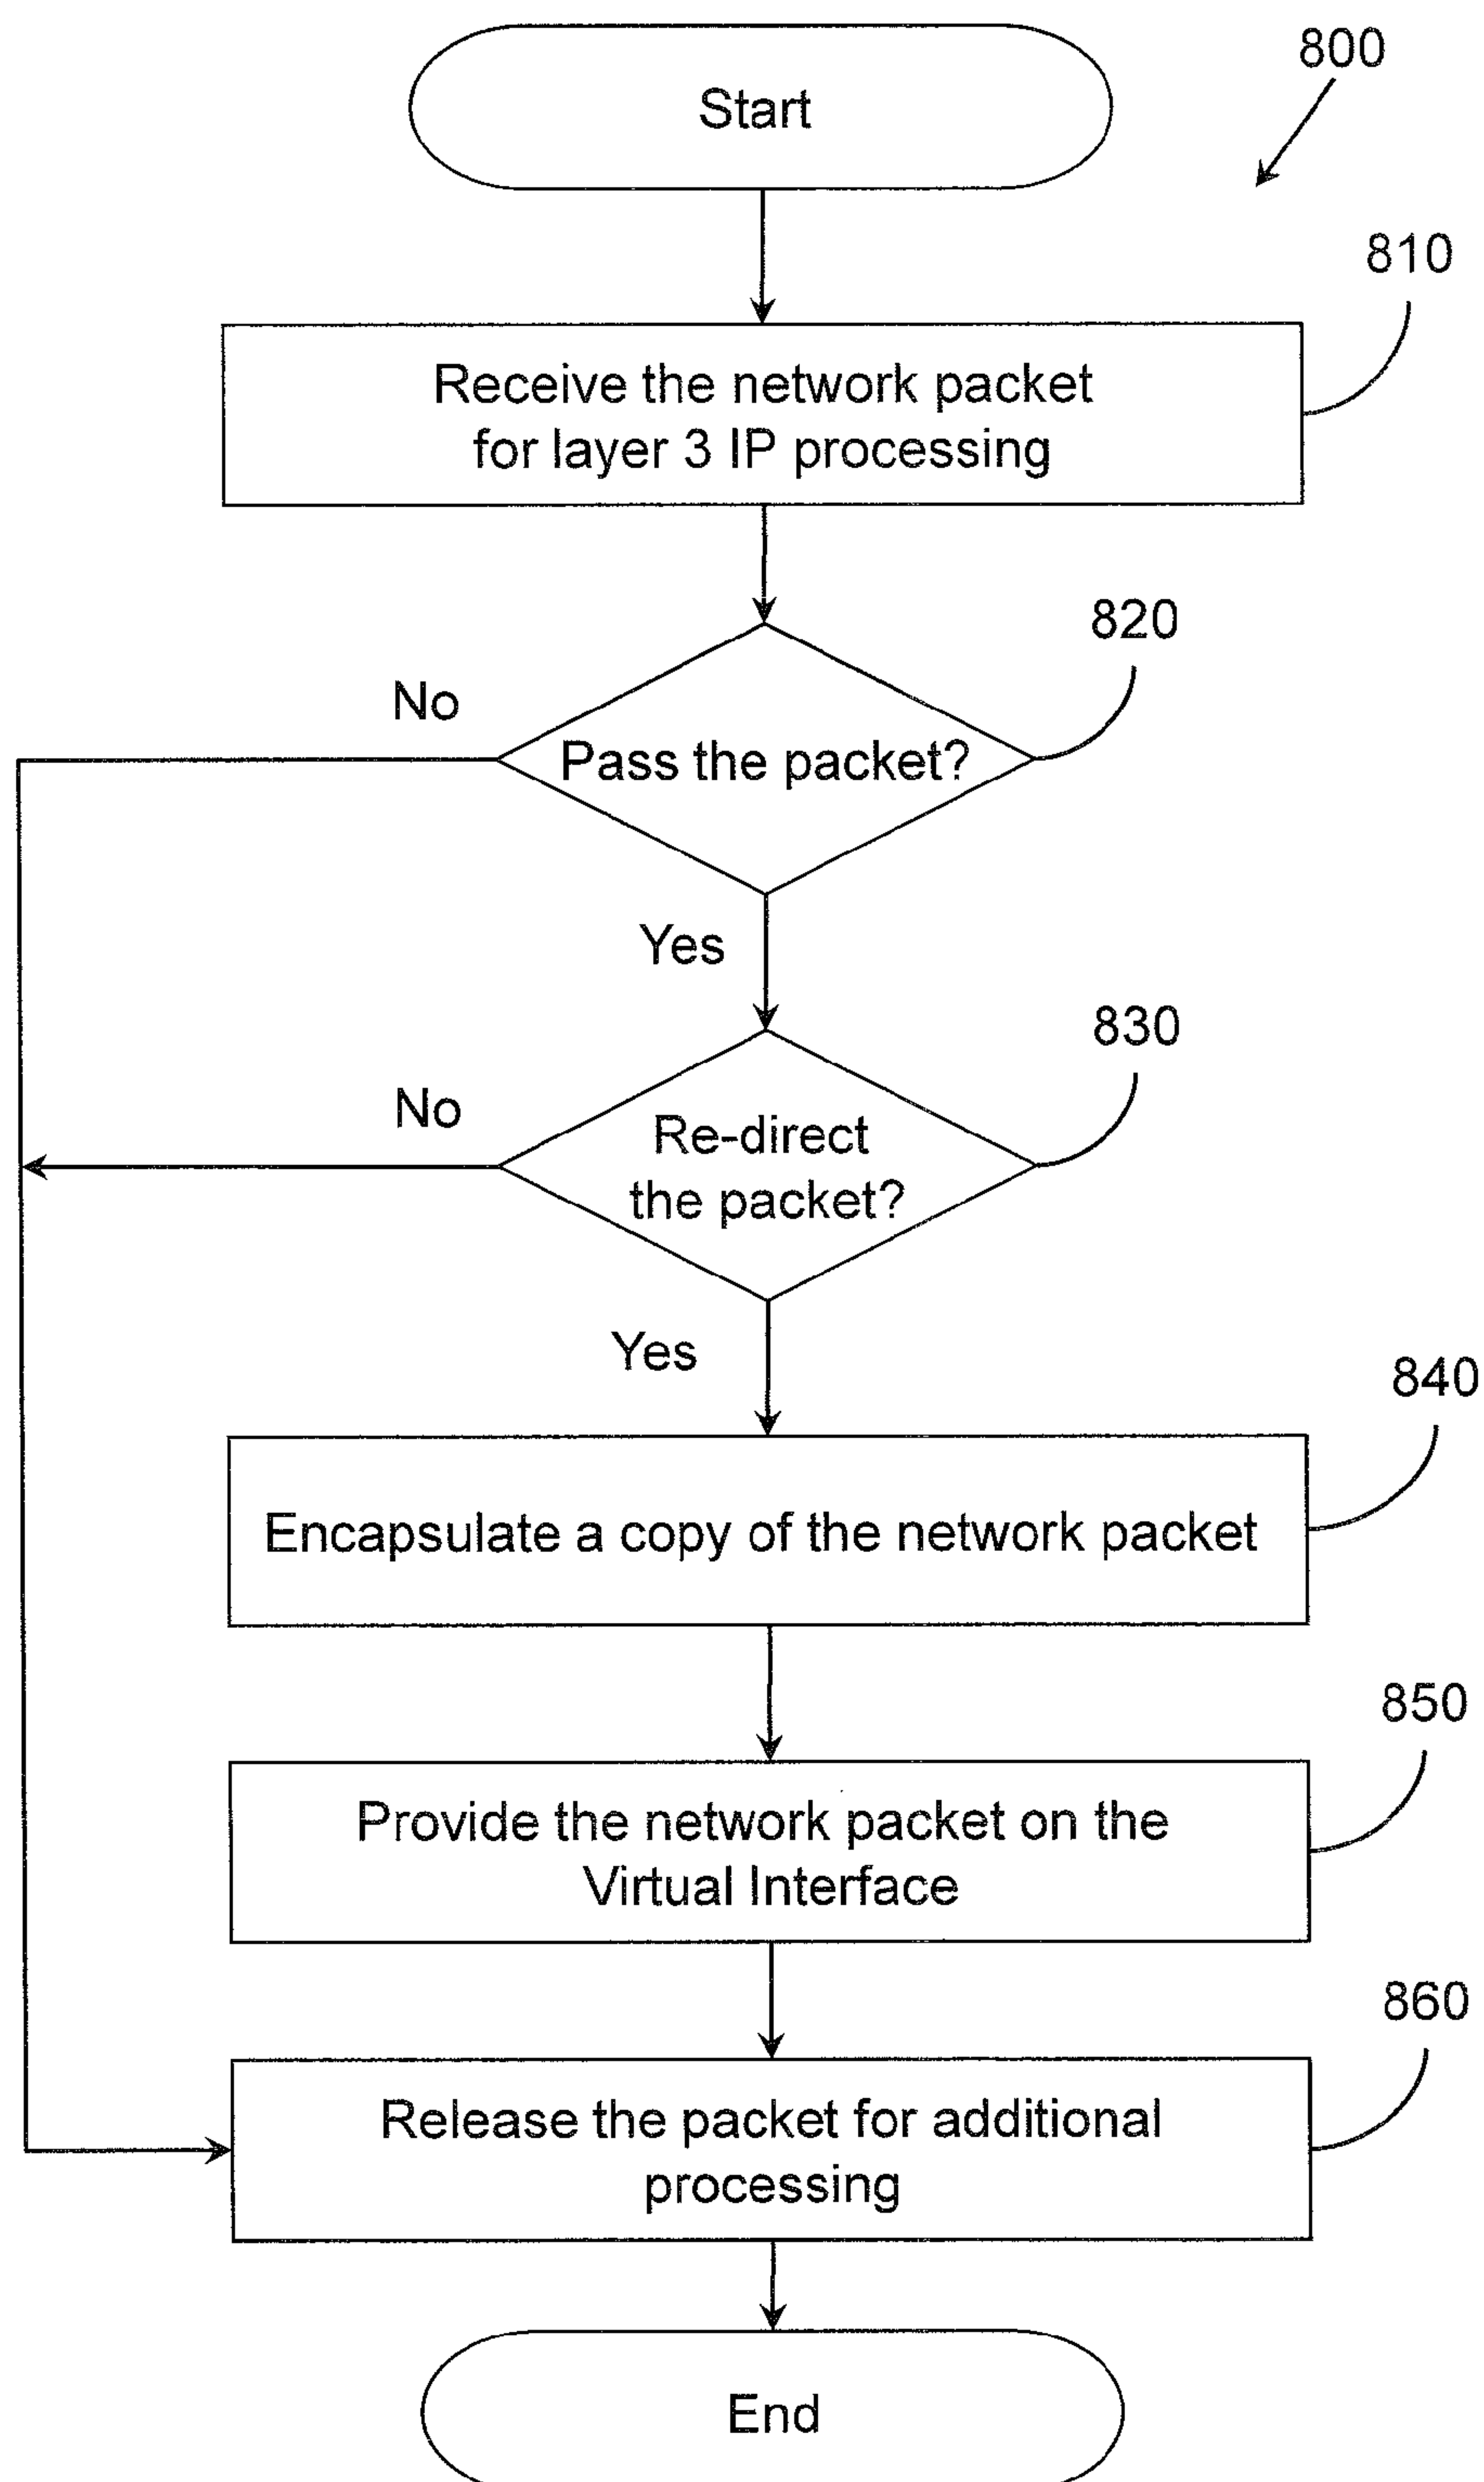 800
Start
810
Receive the network packet
for layer 3 IP processing
820
No
Pass the packet?
Yes
830
No
Re-direct
the packet?
Yes
840
Encapsulate a copy of the network packet
850
Provide the network packet on the
Virtual Interface
860
Release the packet for additional
processing
End